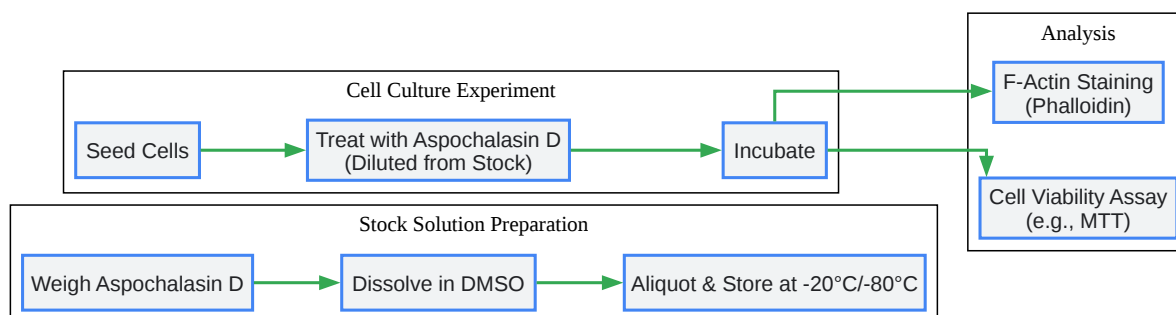 Analysis
Cell Culture Experiment
F-Actin Staining
(Phalloidin)
Seed Cells
Treat with Aspochalasin D
(Diluted from Stock)
Incubate
Cell Viability Assay
(e.g., MTT)
Stock Solution Preparation
Weigh Aspochalasin D
Dissolve in DMSO
Aliquot & Store at -20°C/-80°C